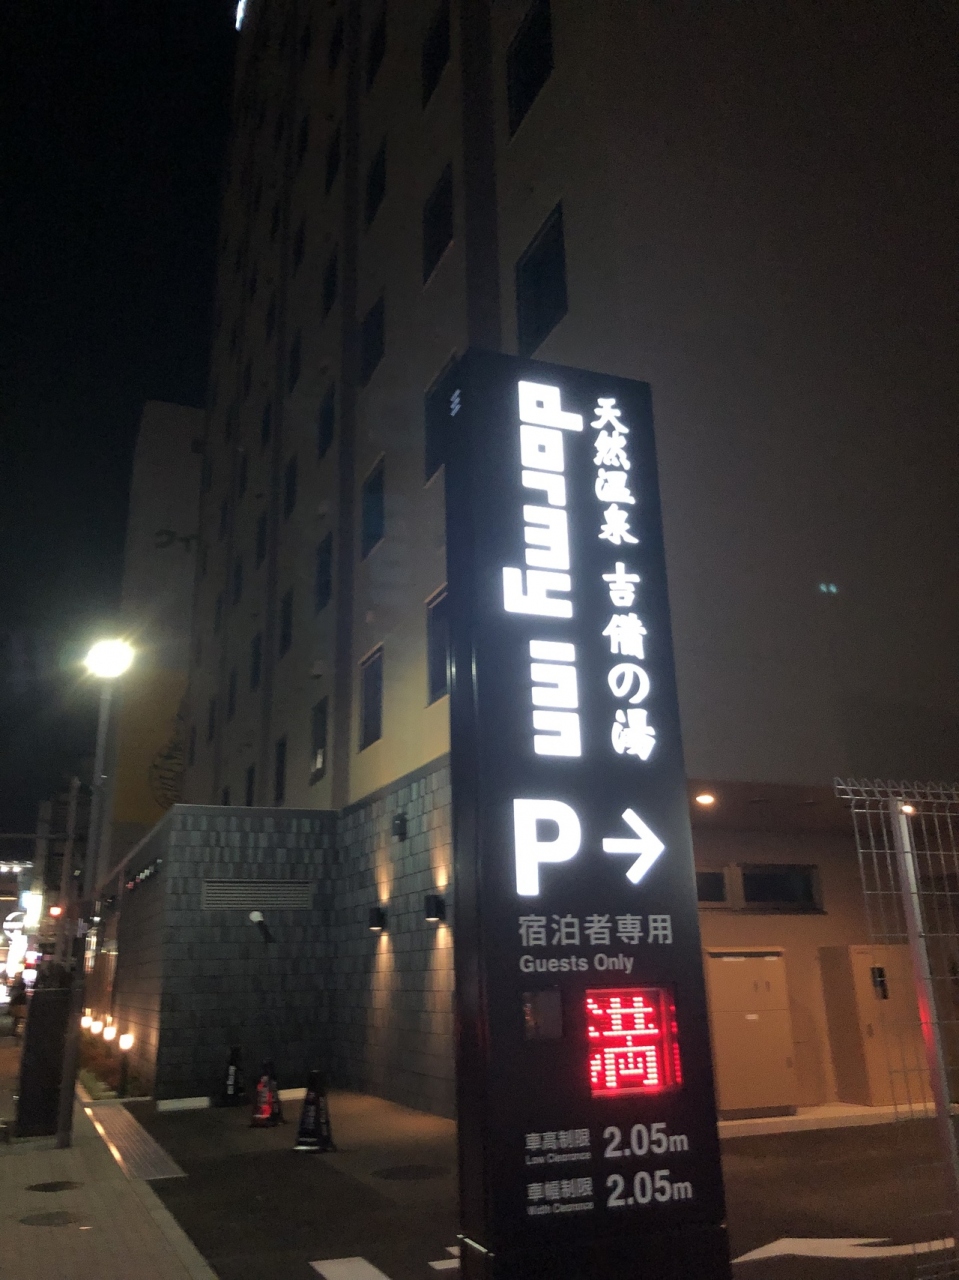 dormy inn
天然温泉 吉備の湯
P →
宿泊者専用
Guests Only
満
車高制限 2.05m
Low Clearance
車幅制限 2.05m
Width Clearance